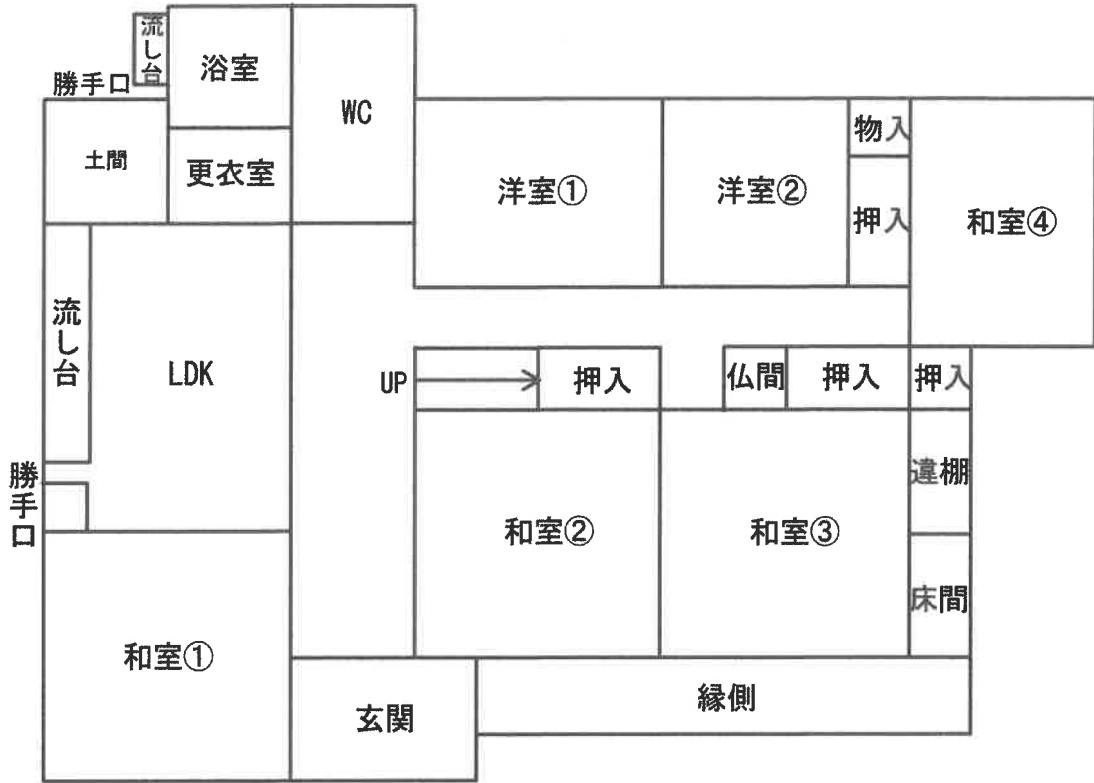 流し台
浴室
WC
勝手口
土間
更衣室
洋室①
洋室②
物入
押入
和室④
流し台
LDK
UP
押入
仏間
押入
押入
勝手口
和室②
和室③
違棚
床間
和室①
玄関
縁側